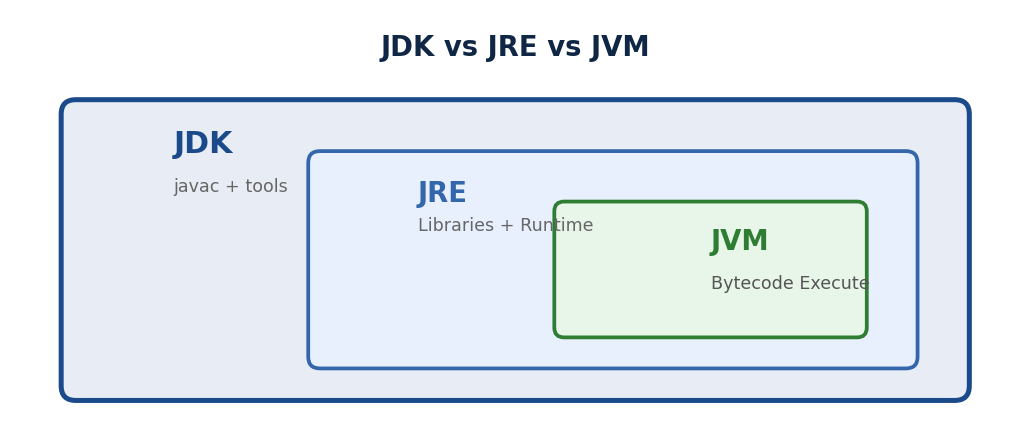 JDK vs JRE vs JVM
JDK
javac + tools
JRE
Libraries + Runtime
JVM
Bytecode Execute